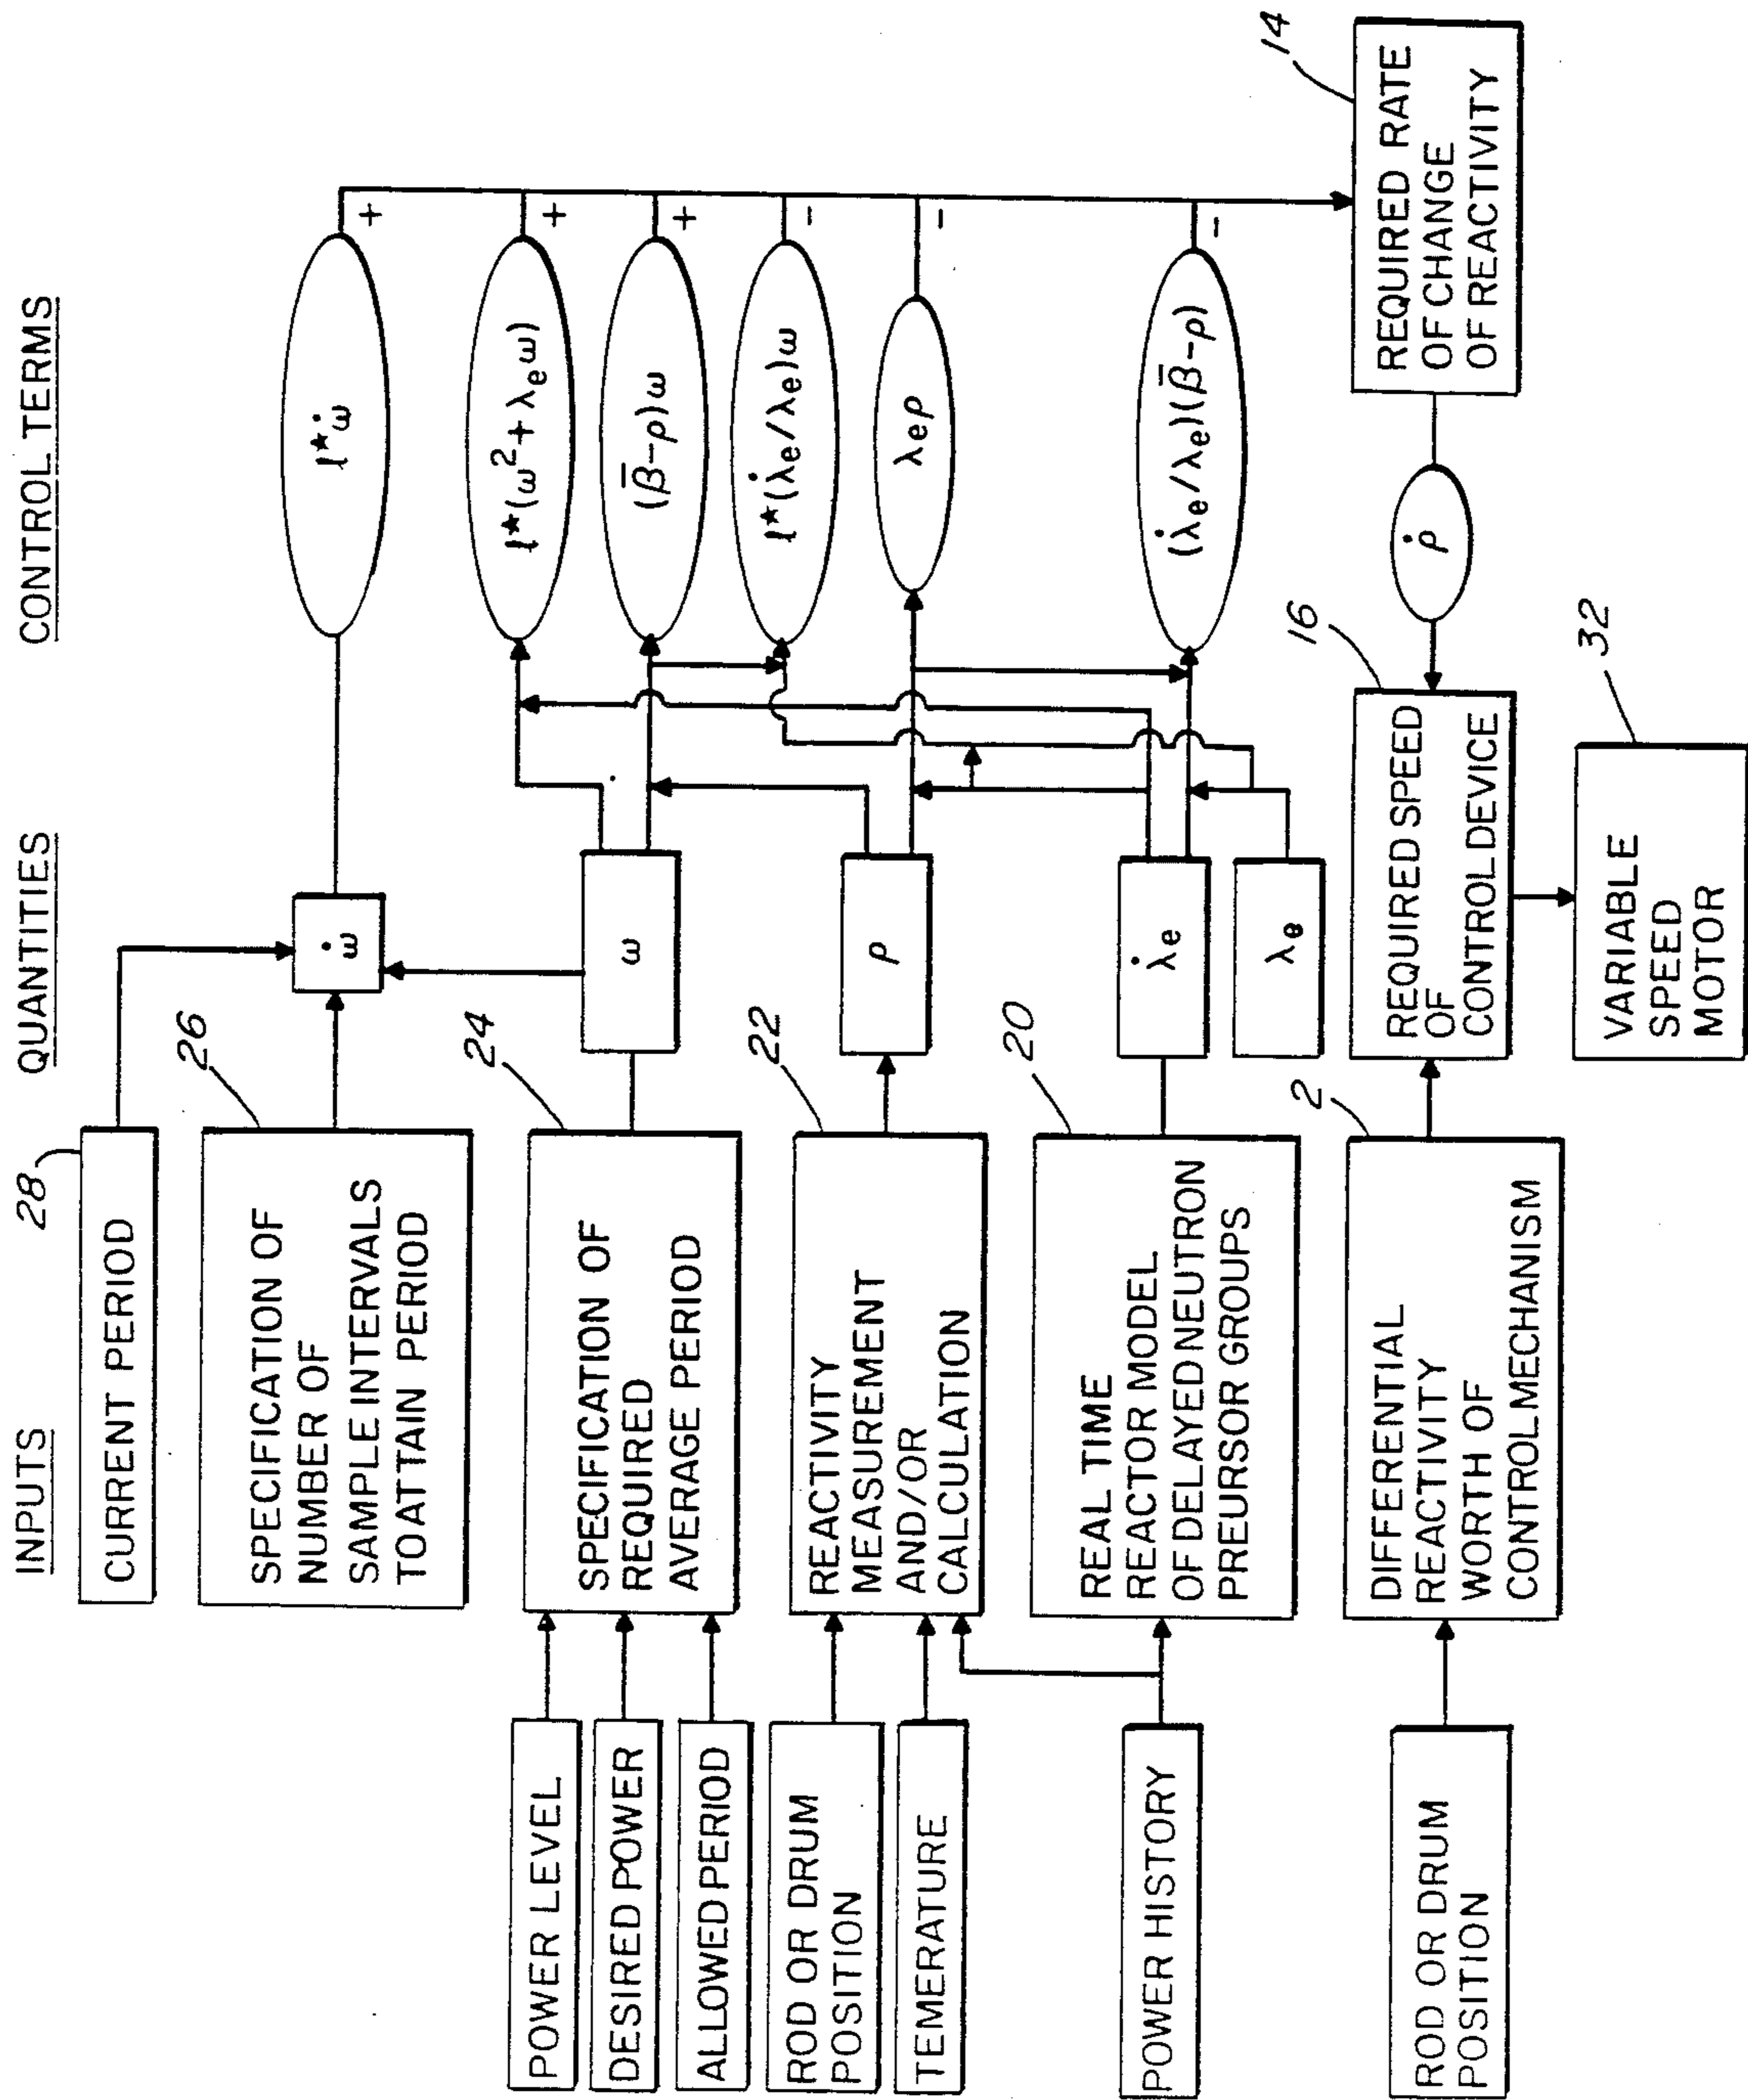 INPUTS
QUANTITIES
CONTROL TERMS
28
CURRENT PERIOD
26
SPECIFICATION OF
NUMBER OF
SAMPLE INTERVALS
TO ATTAIN PERIOD
ω̇
l*ω̇
+
POWER LEVEL
DESIRED POWER
ALLOWED PERIOD
24
SPECIFICATION OF
REQUIRED
AVERAGE PERIOD
ω
l*(ω²+λₑω)
+
(β̄-ρ)ω
+
ROD OR DRUM
POSITION
TEMERATURE
22
REACTIVITY
MEASUREMENT
AND/OR
CALCULATION
ρ
l*(λ̇ₑ/λₑ)ω
-
λₑρ
-
POWER HISTORY
20
REAL TIME
REACTOR MODEL
OF DELAYED NEUTRON
PREURSOR GROUPS
λ̇ₑ
λₑ
(λ̇ₑ/λₑ)(β̄-ρ)
-
ROD OR DRUM
POSITION
2
DIFFERENTIAL
REACTIVITY
WORTH OF
CONTROL MECHANISM
16
REQUIRED SPEED
OF
CONTROL DEVICE
ρ̇
14
REQUIRED RATE
OF CHANGE
OF REACTIVITY
32
VARIABLE
SPEED
MOTOR